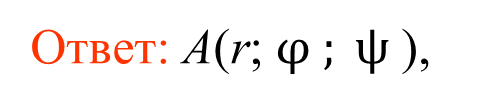 Ответ: A(r; φ ; ψ ),